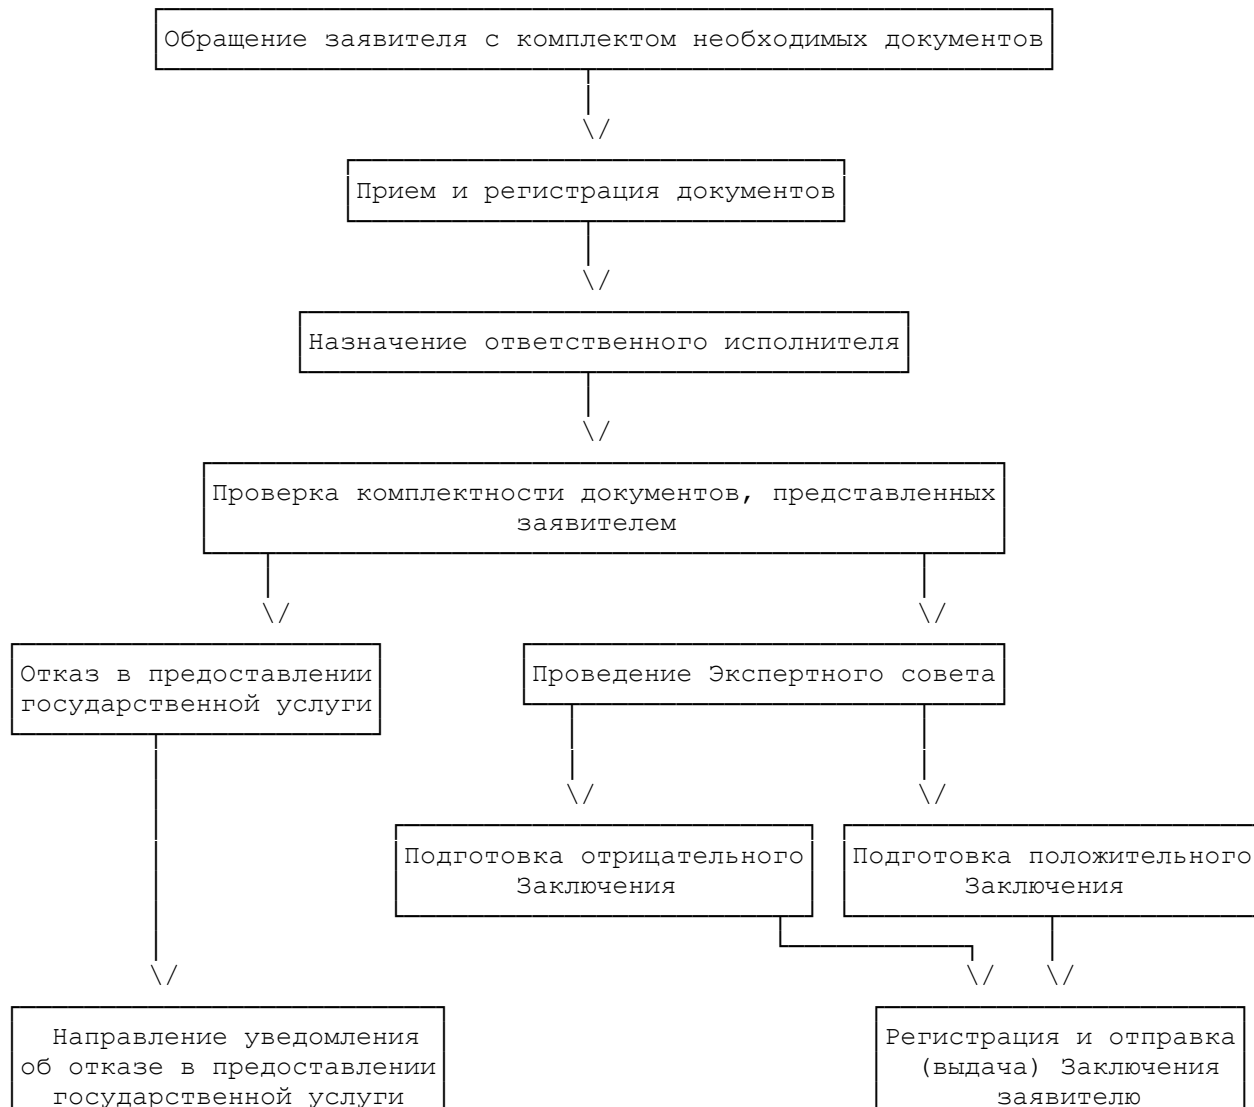 Обращение заявителя с комплектом необходимых документов
Прием и регистрация документов
Назначение ответственного исполнителя
Проверка комплектности документов, представленных
заявителем
Отказ в предоставлении
государственной услуги
Проведение Экспертного совета
Подготовка отрицательного
Заключения
Подготовка положительного
Заключения
Направление уведомления
об отказе в предоставлении
государственной услуги
Регистрация и отправка
(выдача) Заключения
заявителю